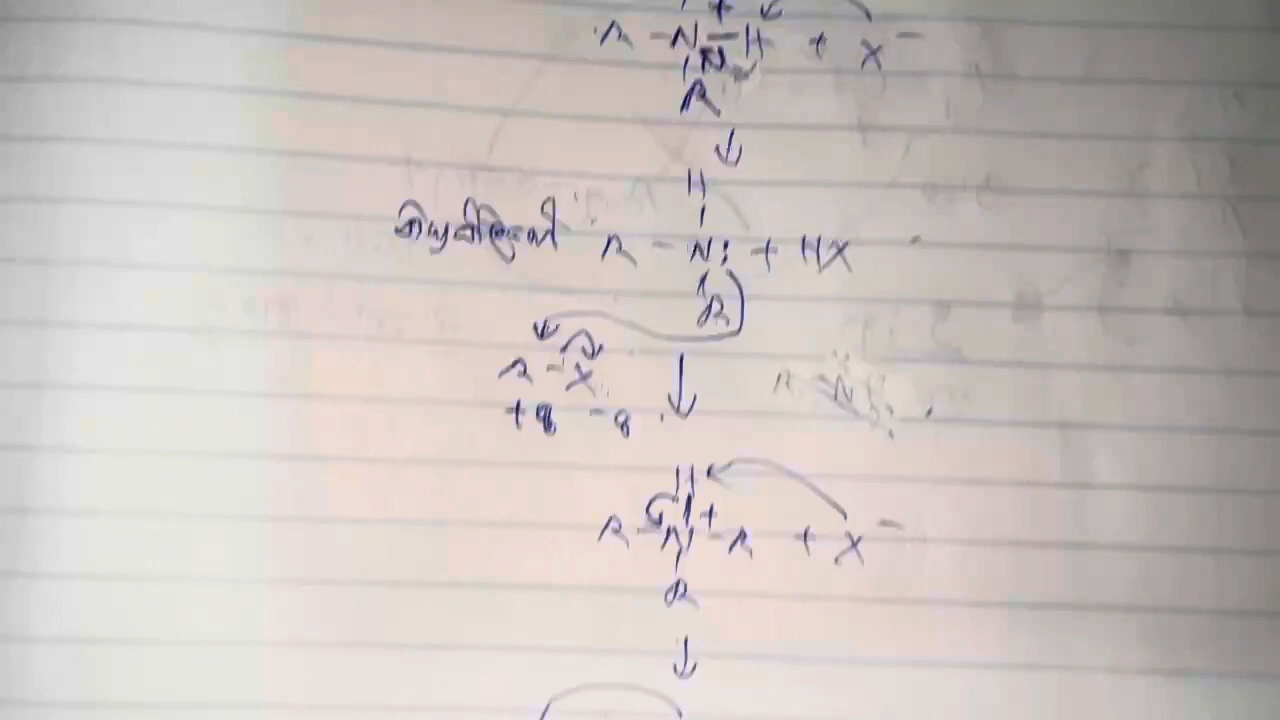 +
R - N - H + X⁻
R
↓
H
R - N: + HX
R
R - X
+δ -δ
↓
H
R - N⁺ - R + X⁻
R
↓